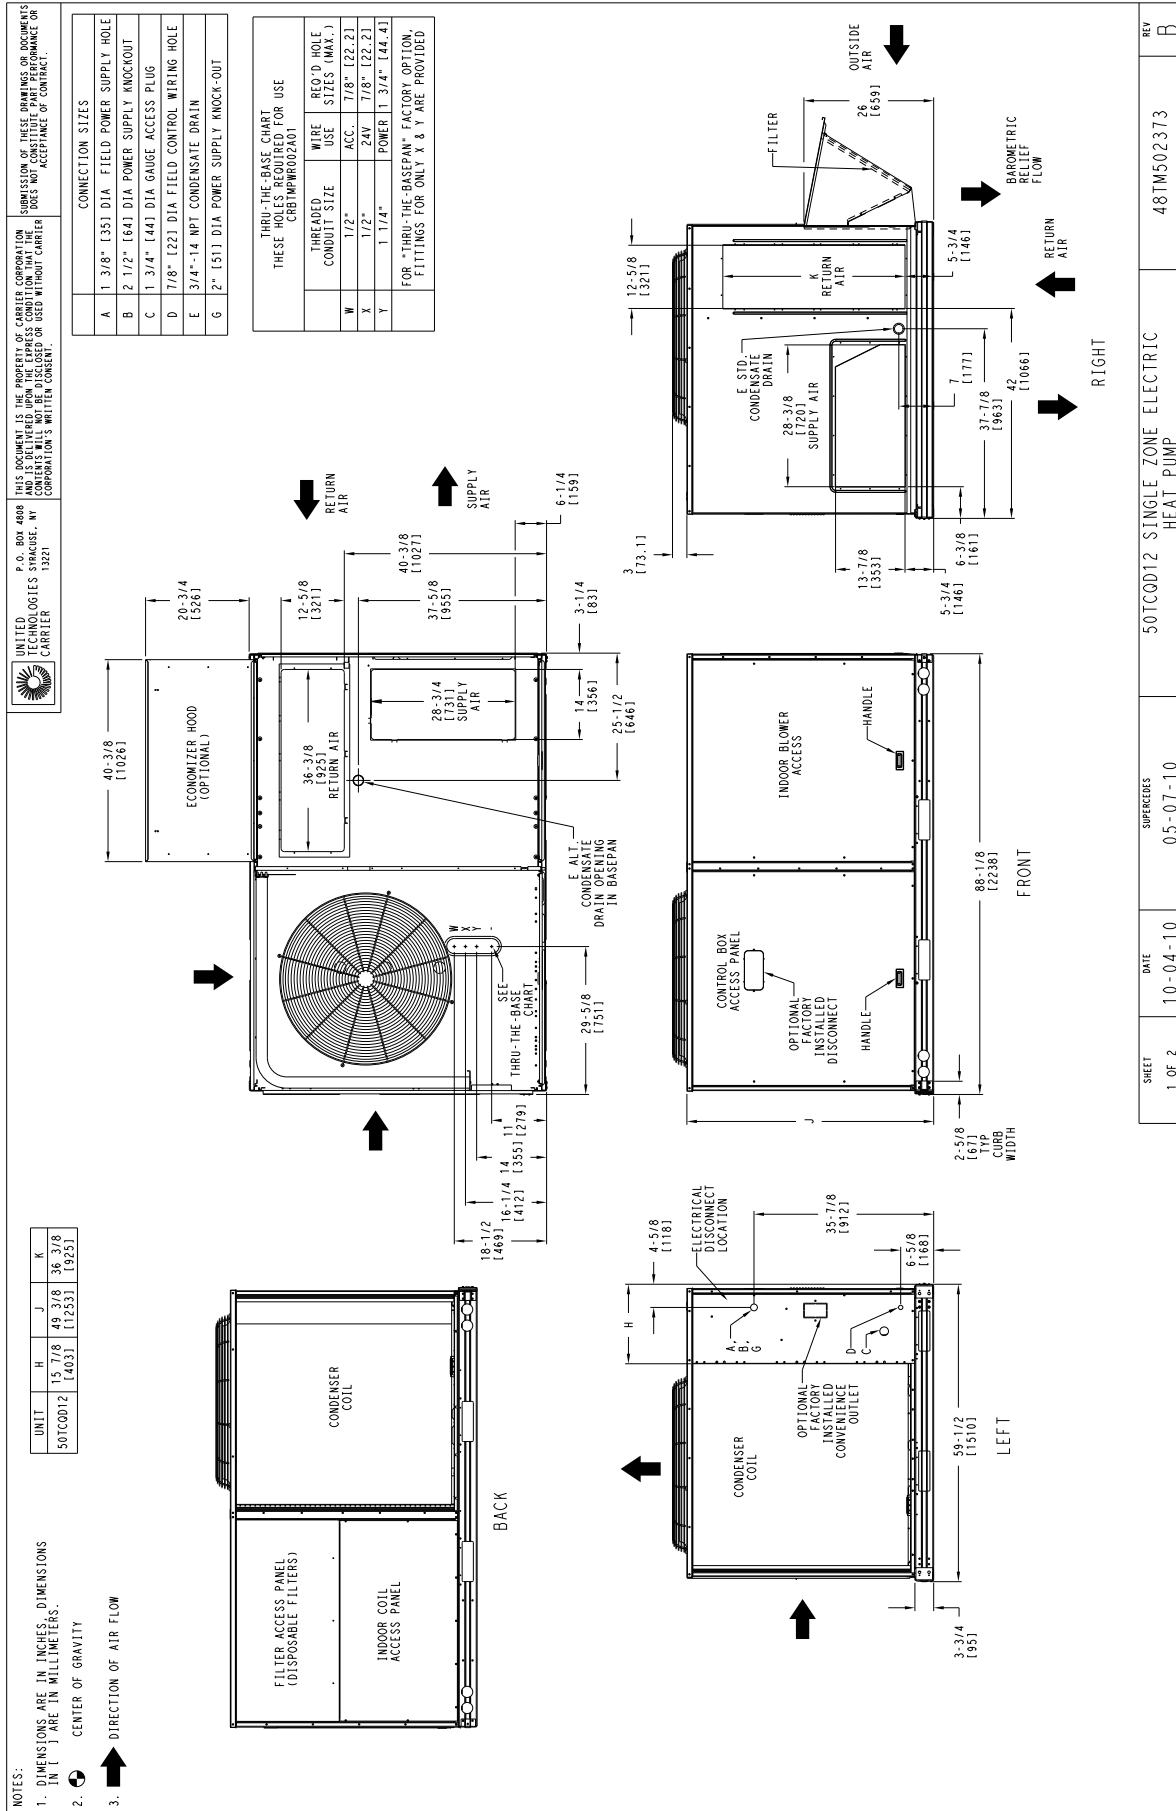 NOTES:
1. DIMENSIONS ARE IN INCHES, DIMENSIONS
IN [ ] ARE IN MILLIMETERS.
2. CENTER OF GRAVITY
3. DIRECTION OF AIR FLOW
UNIT H J K
50TCQD12 15 7/8 [403] 49 3/8 [1253] 36 3/8 [925]
UNITED
TECHNOLOGIES
CARRIER
P.O. BOX 4808
SYRACUSE, NY
13221
THIS DOCUMENT IS THE PROPERTY OF CARRIER CORPORATION
AND IS DELIVERED UPON THE EXPRESS CONDITION THAT THE
CONTENTS WILL NOT BE DISCLOSED OR USED WITHOUT CARRIER
CORPORATION'S WRITTEN CONSENT.
SUBMISSION OF THESE DRAWINGS OR DOCUMENTS
DOES NOT CONSTITUTE PART PERFORMANCE OR
ACCEPTANCE OF CONTRACT.
CONNECTION SIZES
A 1 3/8" [35] DIA FIELD POWER SUPPLY HOLE
B 2 1/2" [64] DIA POWER SUPPLY KNOCKOUT
C 1 3/4" [44] DIA GAUGE ACCESS PLUG
D 7/8" [22] DIA FIELD CONTROL WIRING HOLE
E 3/4"-14 NPT CONDENSATE DRAIN
G 2" [51] DIA POWER SUPPLY KNOCK-OUT
THRU-THE-BASE CHART
THESE HOLES REQUIRED FOR USE
CRBTMPWR002A01
THREADED CONDUIT SIZE WIRE USE REQ'D HOLE SIZES (MAX.)
W 1/2" ACC. 7/8" [22.2]
X 1/2" 24V 7/8" [22.2]
Y 1 1/4" POWER 1 3/4" [44.4]
FOR "THRU-THE-BASEPAN" FACTORY OPTION,
FITTINGS FOR ONLY X & Y ARE PROVIDED
FILTER ACCESS PANEL
(DISPOSABLE FILTERS)
INDOOR COIL
ACCESS PANEL
CONDENSER
COIL
BACK
40-3/8
[1026]
ECONOMIZER HOOD
(OPTIONAL)
20-3/4
[526]
12-5/8
[321]
RETURN
AIR
36-3/8
[925]
RETURN AIR
40-3/8
[1027]
37-5/8
[955]
SUPPLY
AIR
28-3/4
[731]
SUPPLY
AIR
6-1/4
[159]
3-1/4
[83]
14
[356]
25-1/2
[646]
E ALT.
CONDENSATE
DRAIN OPENING
IN BASEPAN
W
X
Y
-
SEE
THRU-THE-BASE
CHART
29-5/8
[751]
11
[279]
14
[355]
16-1/4
[412]
18-1/2
[469]
H
4-5/8
[118]
ELECTRICAL
DISCONNECT
LOCATION
A,
B,
G
D
C
35-7/8
[912]
6-5/8
[168]
OPTIONAL
FACTORY
INSTALLED
CONVENIENCE
OUTLET
CONDENSER
COIL
59-1/2
[1510]
3-3/4
[95]
LEFT
CONTROL BOX
ACCESS PANEL
OPTIONAL
FACTORY
INSTALLED
DISCONNECT
HANDLE
INDOOR BLOWER
ACCESS
HANDLE
J
2-5/8
[67]
TYP
CURB
WIDTH
88-1/8
[2238]
FRONT
3
[73.1]
12-5/8
[321]
E STD.
CONDENSATE
DRAIN
28-3/8
[720]
SUPPLY AIR
K
RETURN
AIR
FILTER
OUTSIDE
AIR
26
[659]
BAROMETRIC
RELIEF
FLOW
5-3/4
[146]
RETURN
AIR
7
[177]
42
[1066]
37-7/8
[963]
13-7/8
[353]
6-3/8
[161]
5-3/4
[146]
RIGHT
SHEET
1 OF 2
DATE
10-04-10
SUPERCEDES
05-07-10
50TCQD12 SINGLE ZONE ELECTRIC
HEAT PUMP
48TM502373
REV
B